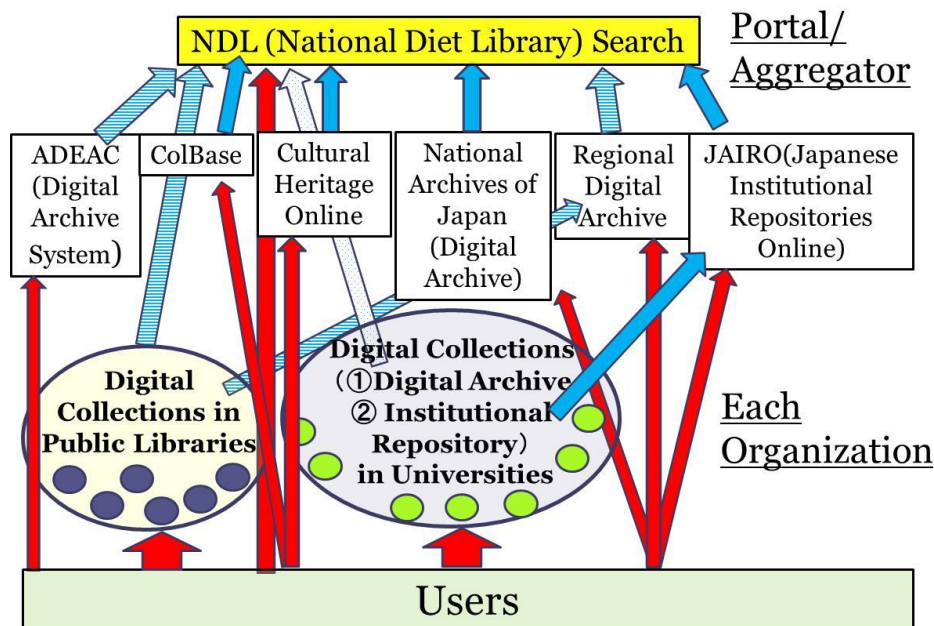 NDL (National Diet Library) Search
Portal/
Aggregator
ADEAC
(Digital
Archive
System)
ColBase
Cultural
Heritage
Online
National
Archives of
Japan
(Digital
Archive)
Regional
Digital
Archive
JAIRO(Japanese
Institutional
Repositories
Online)
Digital
Collections in
Public Libraries
Digital Collections
(①Digital Archive
② Institutional
Repository)
in Universities
Each
Organization
Users